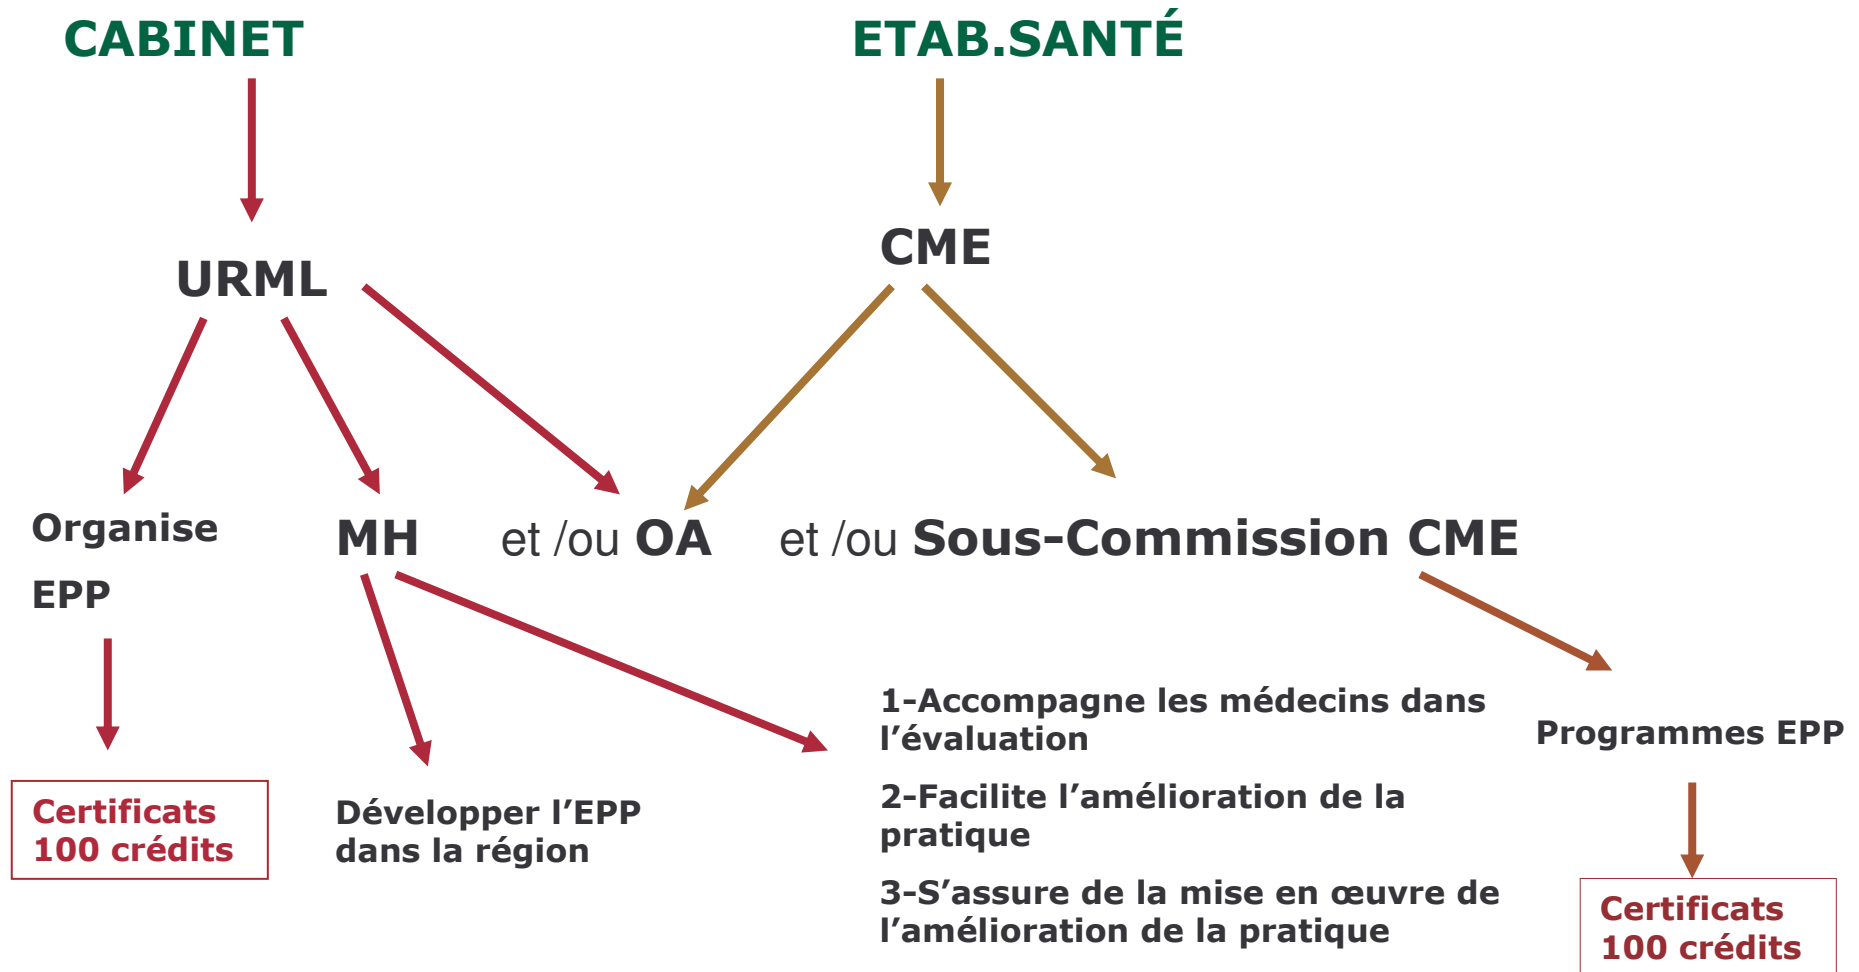 CABINET
ETAB.SANTÉ
URML
CME
Organise
EPP
MH et /ou OA et /ou Sous-Commission CME
Certificats
100 crédits
Développer l’EPP
dans la région
1-Accompagne les médecins dans
l’évaluation
2-Facilite l’amélioration de la
pratique
3-S’assure de la mise en œuvre de
l’amélioration de la pratique
Programmes EPP
Certificats
100 crédits